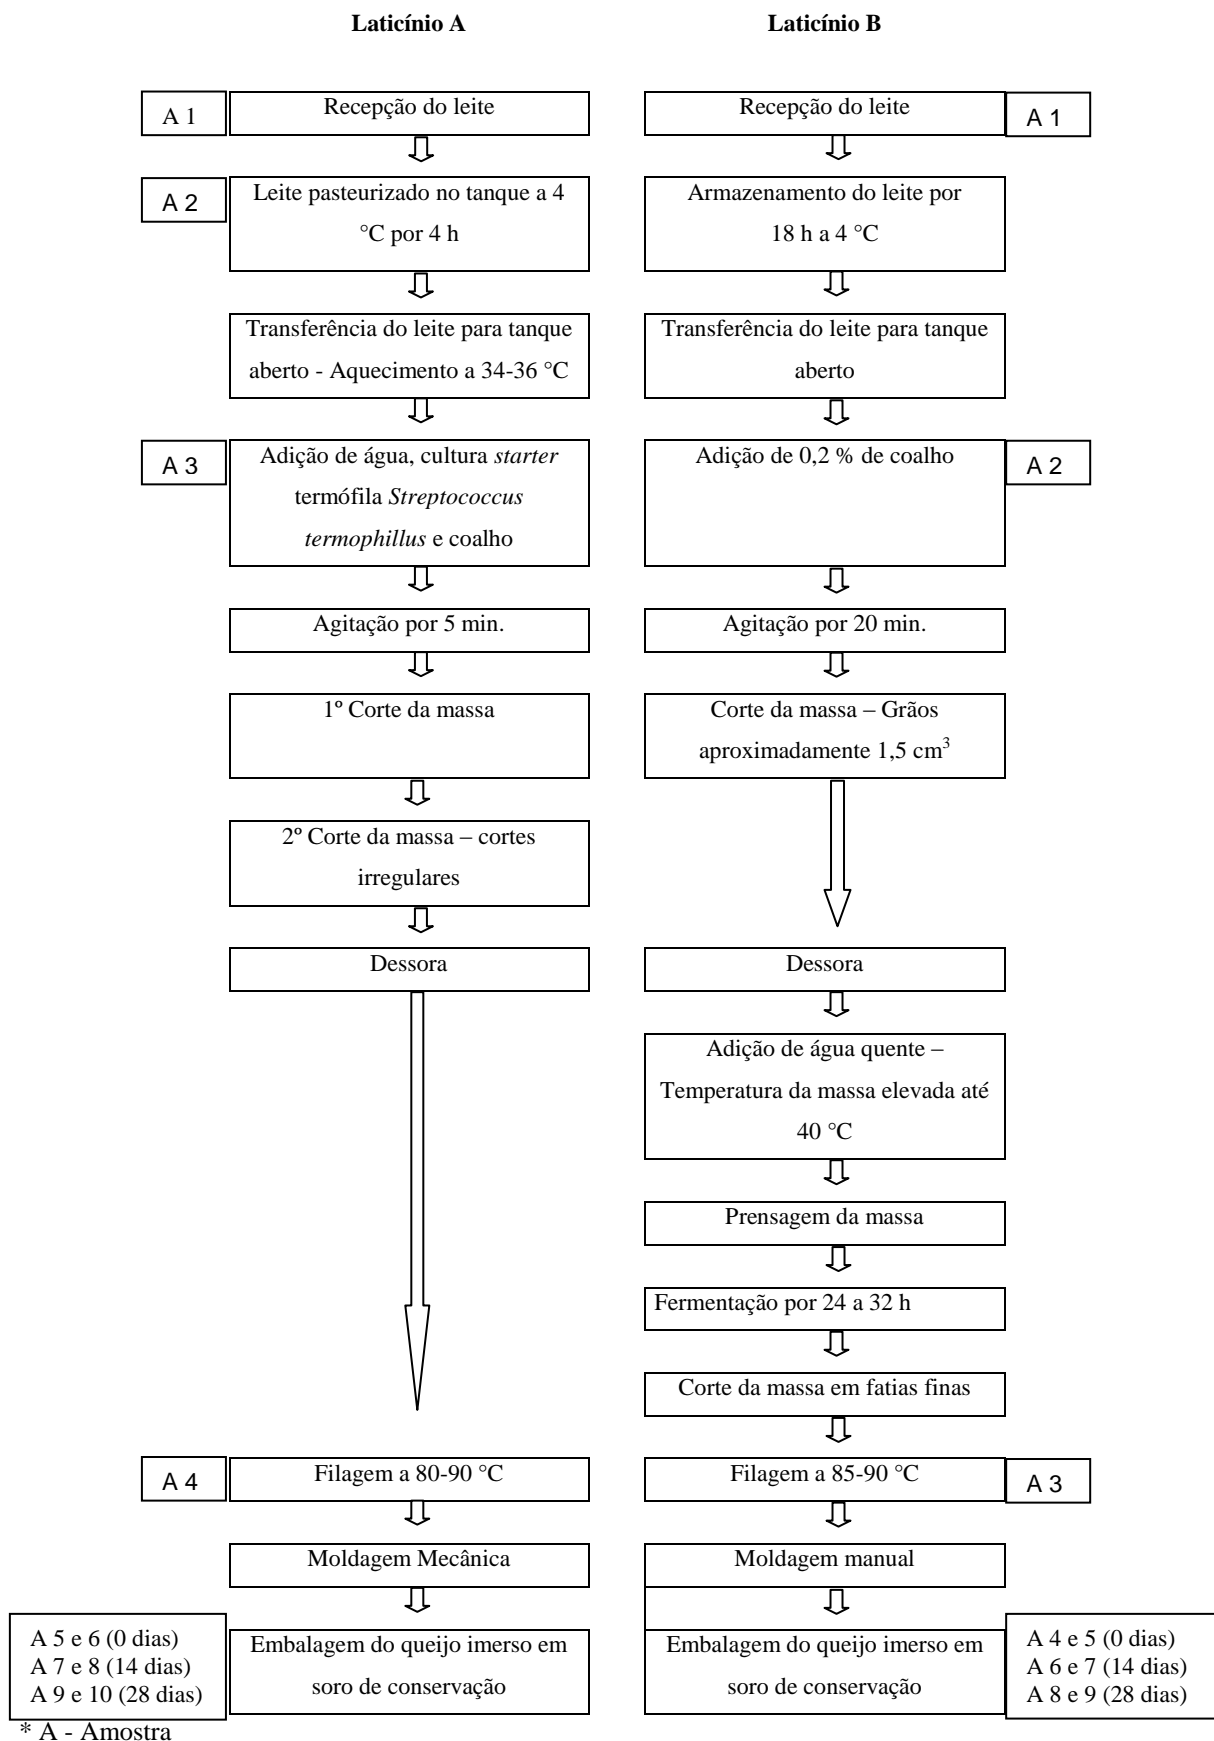 Laticínio A
Laticínio B
A 1
Recepção do leite
Recepção do leite
A 1
A 2
Leite pasteurizado no tanque a 4
°C por 4 h
Armazenamento do leite por
18 h a 4 °C
Transferência do leite para tanque
aberto - Aquecimento a 34-36 °C
Transferência do leite para tanque
aberto
A 3
Adição de água, cultura starter
termófila Streptococcus
termophillus e coalho
Adição de 0,2 % de coalho
A 2
Agitação por 5 min.
Agitação por 20 min.
1º Corte da massa
Corte da massa – Grãos
aproximadamente 1,5 cm³
2º Corte da massa – cortes
irregulares
Dessora
Dessora
Adição de água quente –
Temperatura da massa elevada até
40 °C
Prensagem da massa
Fermentação por 24 a 32 h
Corte da massa em fatias finas
A 4
Filagem a 80-90 °C
Filagem a 85-90 °C
A 3
Moldagem Mecânica
Moldagem manual
A 5 e 6 (0 dias)
A 7 e 8 (14 dias)
A 9 e 10 (28 dias)
Embalagem do queijo imerso em
soro de conservação
Embalagem do queijo imerso em
soro de conservação
A 4 e 5 (0 dias)
A 6 e 7 (14 dias)
A 8 e 9 (28 dias)
* A - Amostra